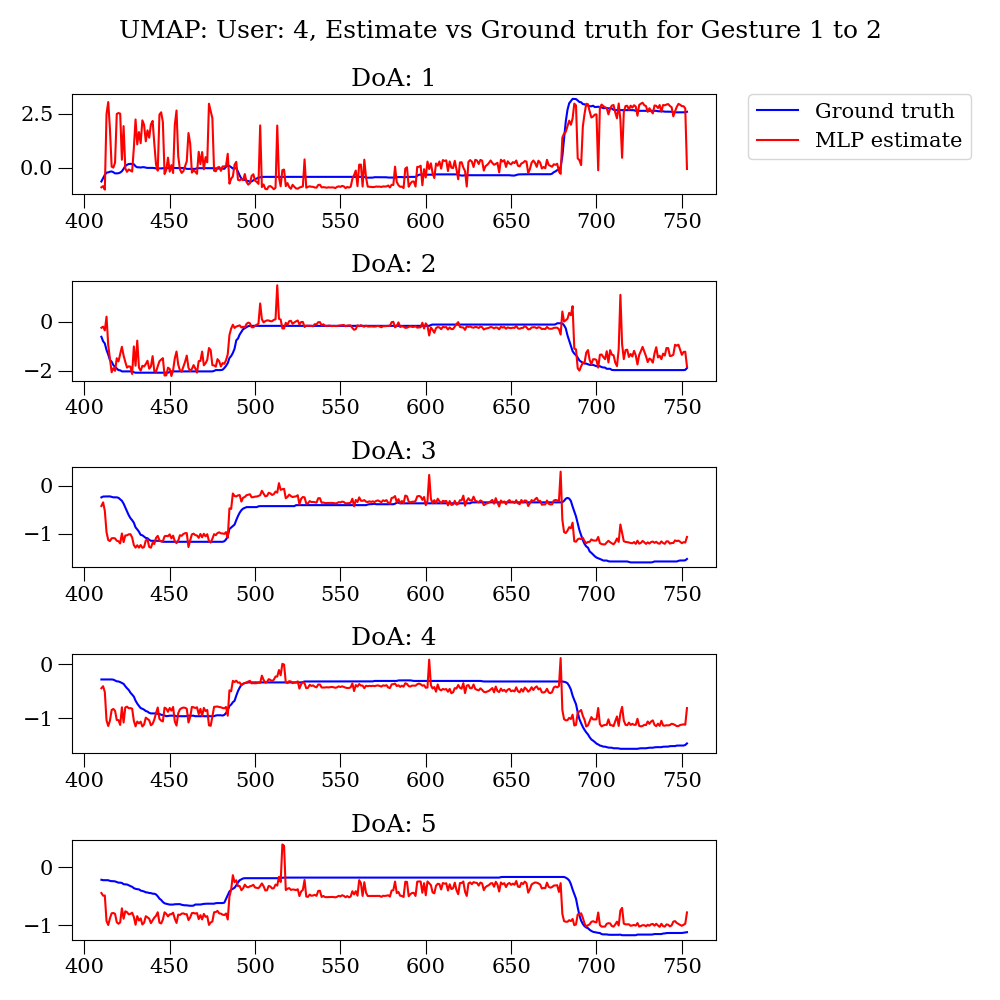 UMAP: User: 4, Estimate vs Ground truth for Gesture 1 to 2
DoA: 1
2.5
0.0
400 450 500 550 600 650 700 750
Ground truth
MLP estimate
DoA: 2
0
−2
400 450 500 550 600 650 700 750
DoA: 3
0
−1
400 450 500 550 600 650 700 750
DoA: 4
0
−1
400 450 500 550 600 650 700 750
DoA: 5
0
−1
400 450 500 550 600 650 700 750